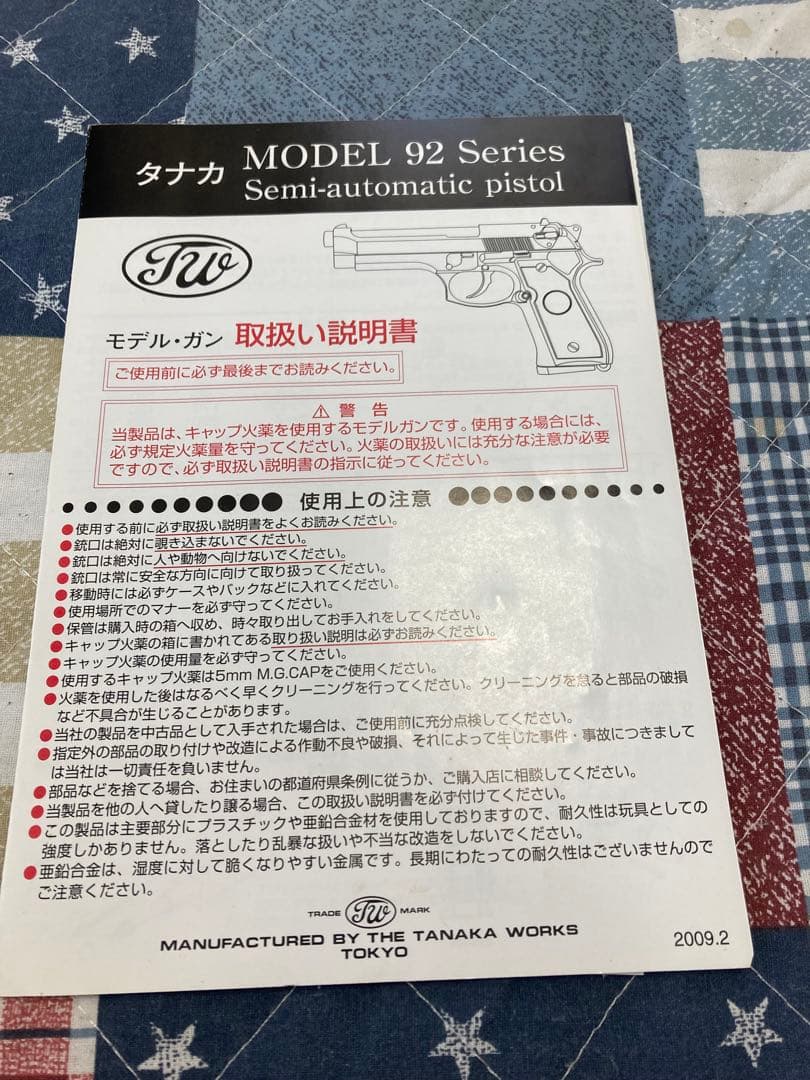 タナカ MODEL 92 Series
Semi-automatic pistol
TW
モデル・ガン 取扱い説明書
ご使用前に必ず最後までお読みください。
⚠ 警告
当製品は、キャップ火薬を使用するモデルガンです。使用する場合には、
必ず規定火薬量を守ってください。火薬の取扱いには充分な注意が必要
ですので、必ず取扱い説明書の指示に従ってください。
使用上の注意
●使用する前に必ず取扱い説明書をよくお読みください。
●銃口は絶対に覗き込まないでください。
●銃口は絶対に人や動物へ向けないでください。
●銃口は常に安全な方向に向けて取り扱ってください。
●移動時には必ずケースやバックなどに入れてください。
●使用場所でのマナーを必ず守ってください。
●保管は購入時の箱へ収め、時々取り出してお手入れをしてください。
●キャップ火薬の箱に書かれてある取り扱い説明は必ずお読みください。
●キャップ火薬の使用量を必ず守ってください。
●使用するキャップ火薬は5mm M.G.CAPをご使用ください。
●火薬を使用した後はなるべく早くクリーニングを行ってください。クリーニングを怠ると部品の破損
など不具合が生じることがあります。
●当社の製品を中古品として入手された場合は、ご使用前に充分点検してください。
●指定外の部品の取り付けや改造による作動不良や破損、それによって生じた事件・事故につきまして
は当社は一切責任を負いません。
●部品などを捨てる場合、お住まいの都道府県条例に従うか、ご購入店に相談してください。
●当製品を他の人へ貸したり譲る場合、この取扱い説明書を必ず付けてください。
●この製品は主要部分にプラスチックや亜鉛合金材を使用しておりますので、耐久性は玩具としての
強度しかありません。落としたり乱暴な扱いや不当な改造をしないでください。
●亜鉛合金は、湿度に対して脆くなりやすい金属です。長期にわたっての耐久性はございませんので
ご注意ください。
TRADE TW MARK
MANUFACTURED BY THE TANAKA WORKS
TOKYO
2009.2